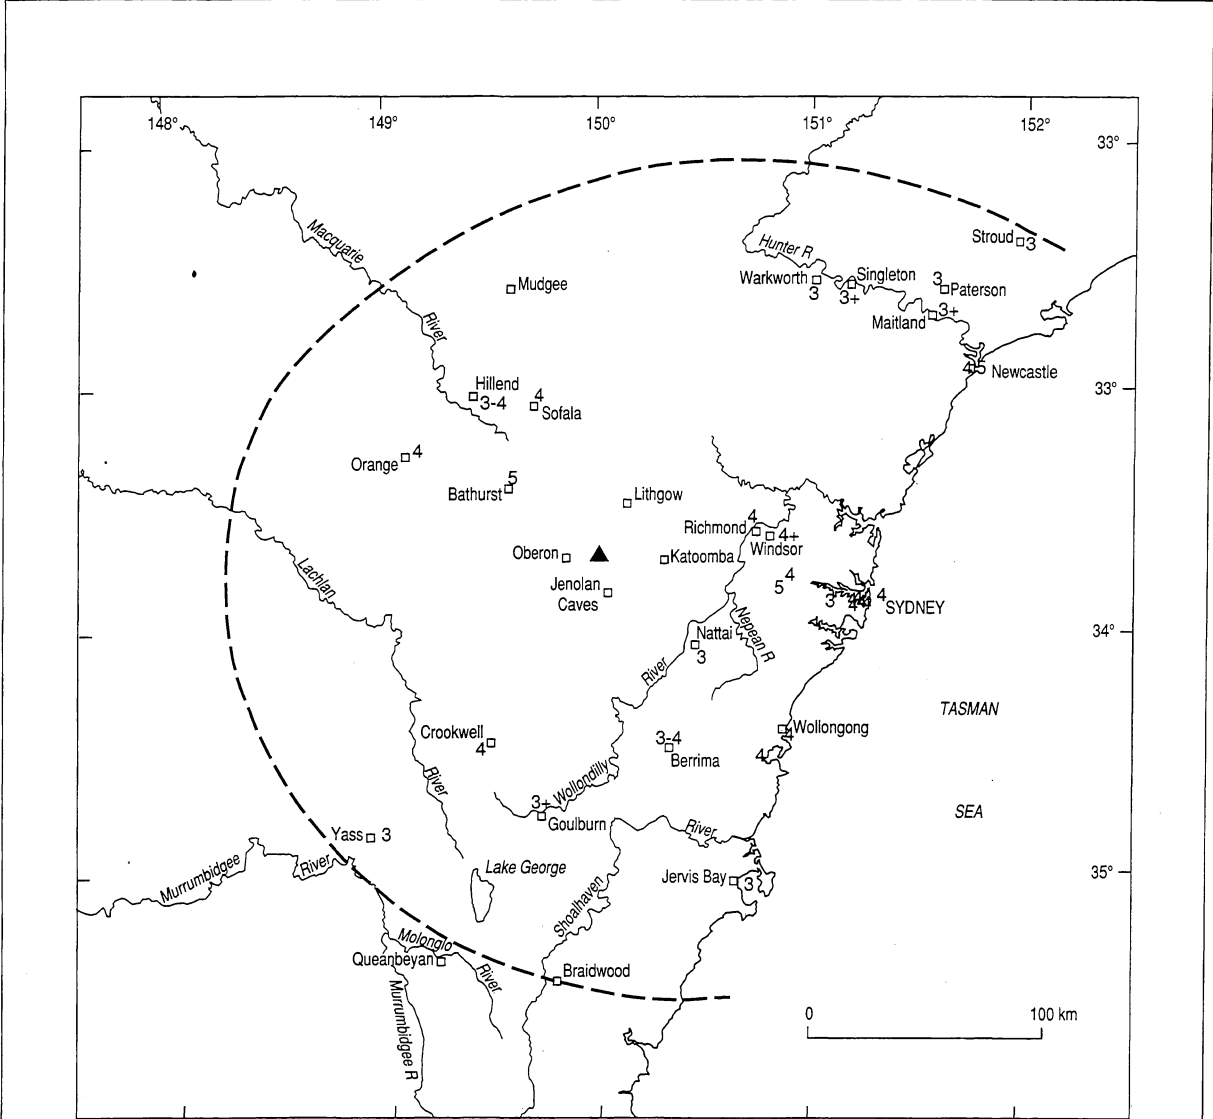 148°
149°
150°
151°
152°
33°
Macquarie
River
Mudgee
Hunter R
Stroud 3
Warkworth
3
Singleton
3+
3
Paterson
Maitland
3+
4-5
Newcastle
33°
Hillend
3-4
4
Sofala
Orange
4
5
Bathurst
Lithgow
Richmond
4
4+
Windsor
Oberon
Katoomba
Jenolan
Caves
4
5
3
4
SYDNEY
Lachlan
River
Nepean R
Nattai
3
River
34°
TASMAN
SEA
Crookwell
4
3-4
Berrima
Wollongong
4
4
Wollondilly
3+
Goulburn
River
Yass 3
Lake George
Murrumbidgee
River
Jervis Bay
3
35°
Shoalhaven
Molonglo
River
Queanbeyan
Braidwood
Murrumbidgee R
0
100 km